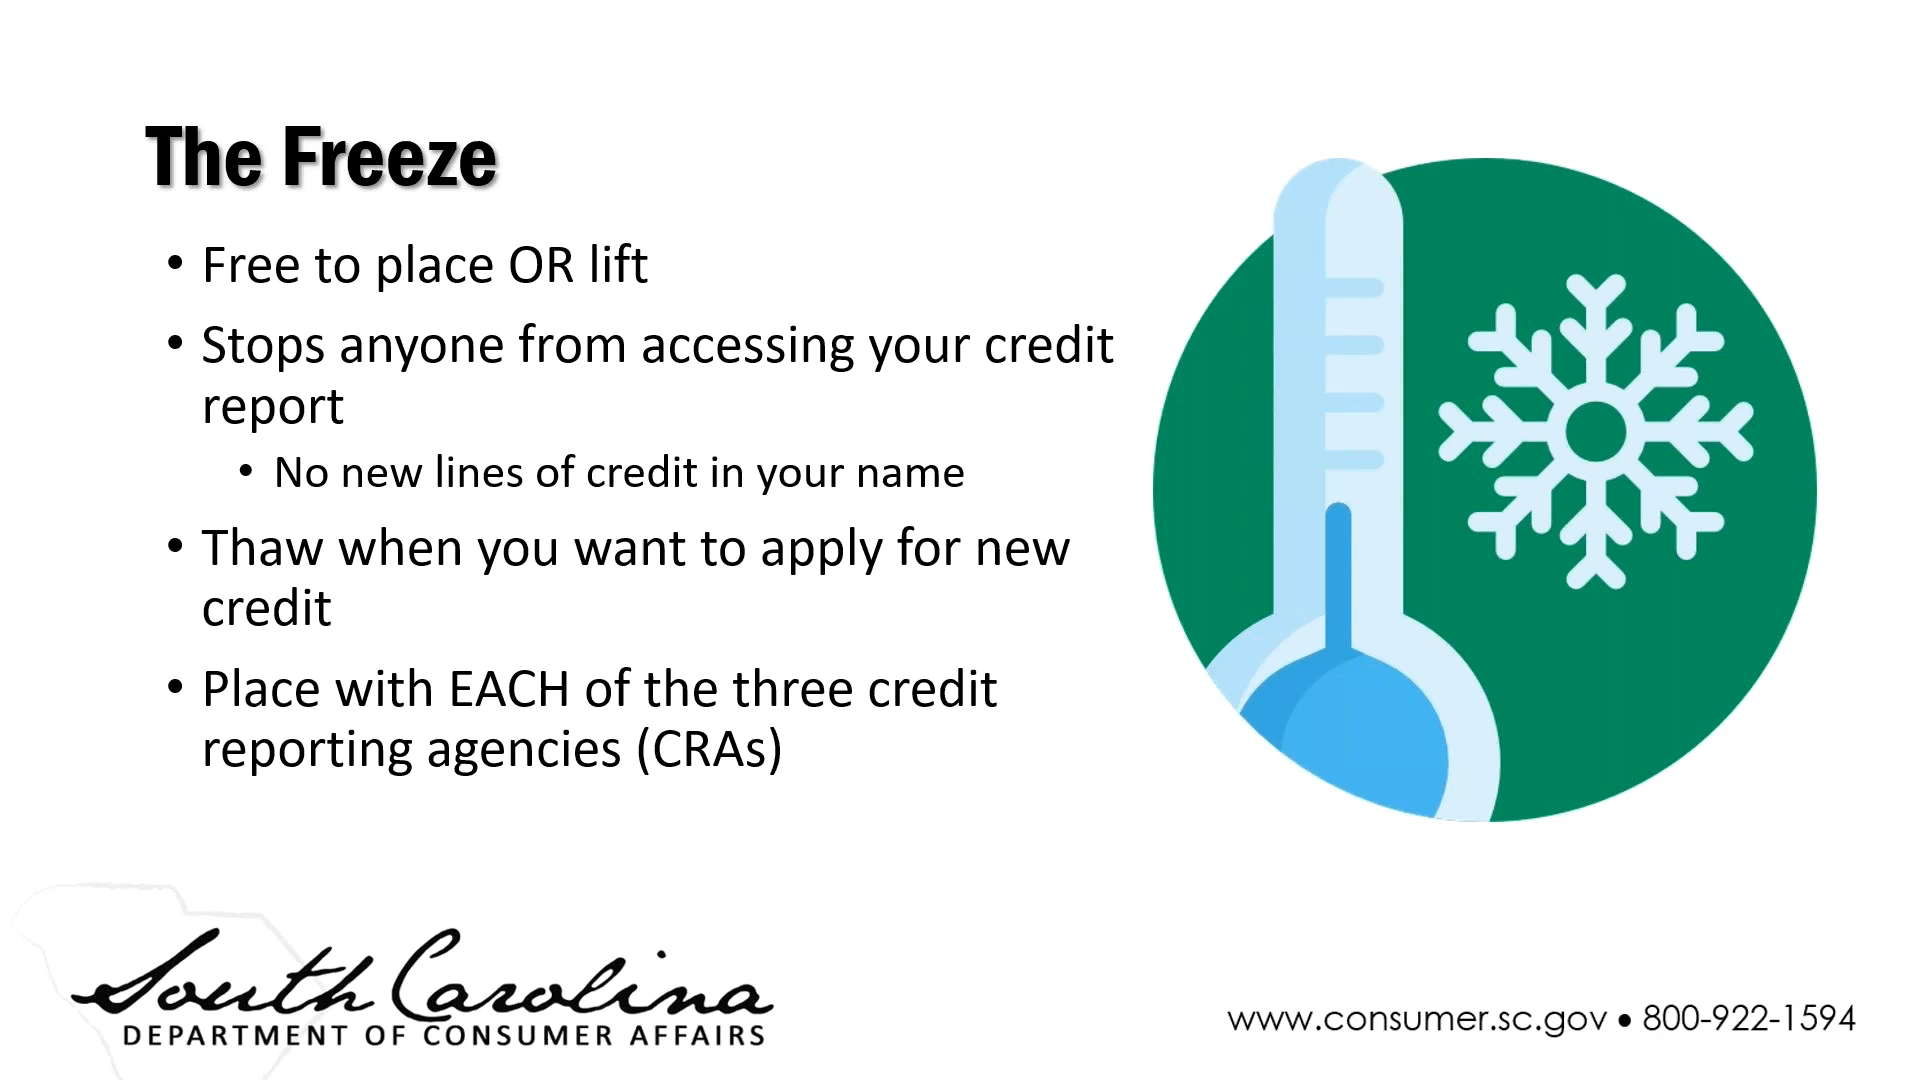 The Freeze
• Free to place OR lift
• Stops anyone from accessing your credit
report
• No new lines of credit in your name
• Thaw when you want to apply for new
credit
• Place with EACH of the three credit
reporting agencies (CRAs)
South Carolina
DEPARTMENT OF CONSUMER AFFAIRS
www.consumer.sc.gov • 800-922-1594